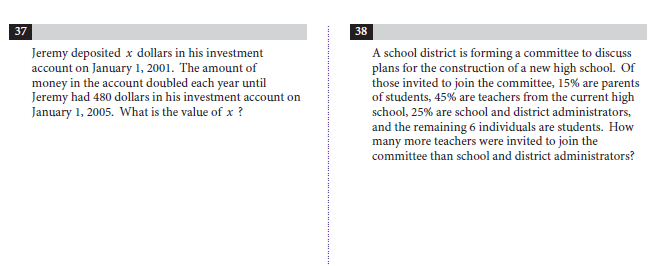 37
Jeremy deposited x dollars in his investment
account on January 1, 2001. The amount of
money in the account doubled each year until
Jeremy had 480 dollars in his investment account on
January 1, 2005. What is the value of x ?
38
A school district is forming a committee to discuss
plans for the construction of a new high school. Of
those invited to join the committee, 15% are parents
of students, 45% are teachers from the current high
school, 25% are school and district administrators,
and the remaining 6 individuals are students. How
many more teachers were invited to join the
committee than school and district administrators?